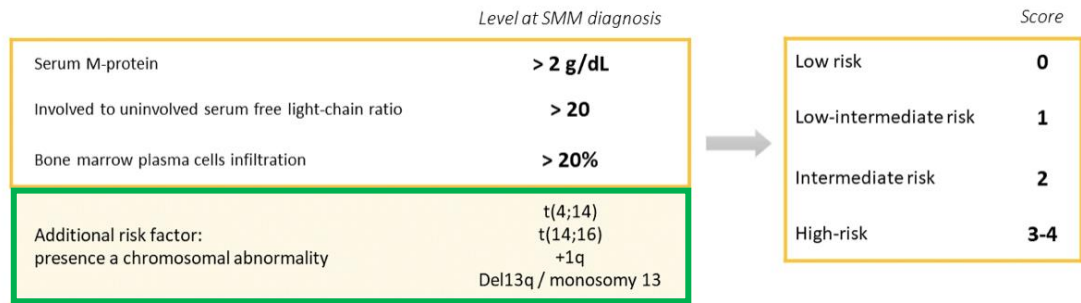 Level at SMM diagnosis
Serum M-protein > 2 g/dL
Involved to uninvolved serum free light-chain ratio > 20
Bone marrow plasma cells infiltration > 20%
Additional risk factor:
presence a chromosomal abnormality
t(4;14)
t(14;16)
+1q
Del13q / monosomy 13
Score
Low risk 0
Low-intermediate risk 1
Intermediate risk 2
High-risk 3-4